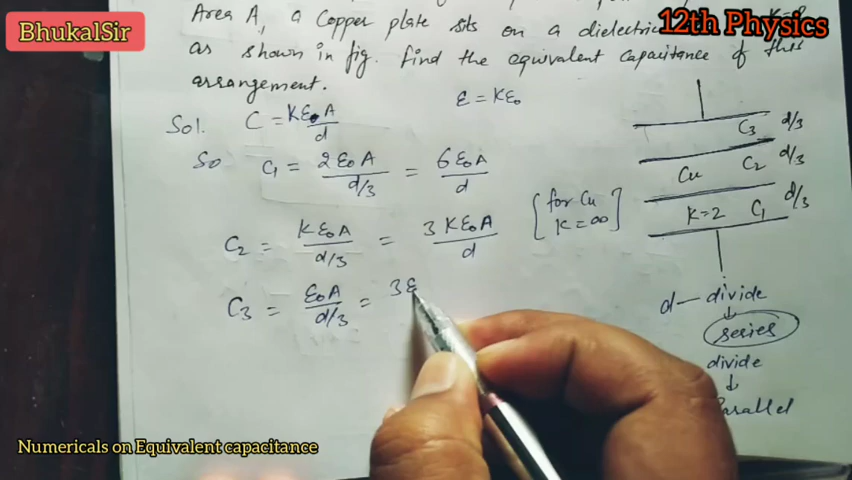 BhukalSir
12th Physics
Area A, a Copper plate sits on a dielectric
as shown in fig. find the equivalent capacitance of this
arrangement.
Sol. C = Kε₀A/d
ε = Kε₀
So C₁ = 2ε₀A/(d/3) = 6ε₀A/d
C₂ = Kε₀A/(d/3) = 3Kε₀A/d [for Cu K = ∞]
C₃ = ε₀A/(d/3) = 3ε
C₃ d/3
Cu C₂ d/3
K=2 C₁ d/3
d — divide
↓
series
divide
↓
Parallel
Numericals on Equivalent capacitance